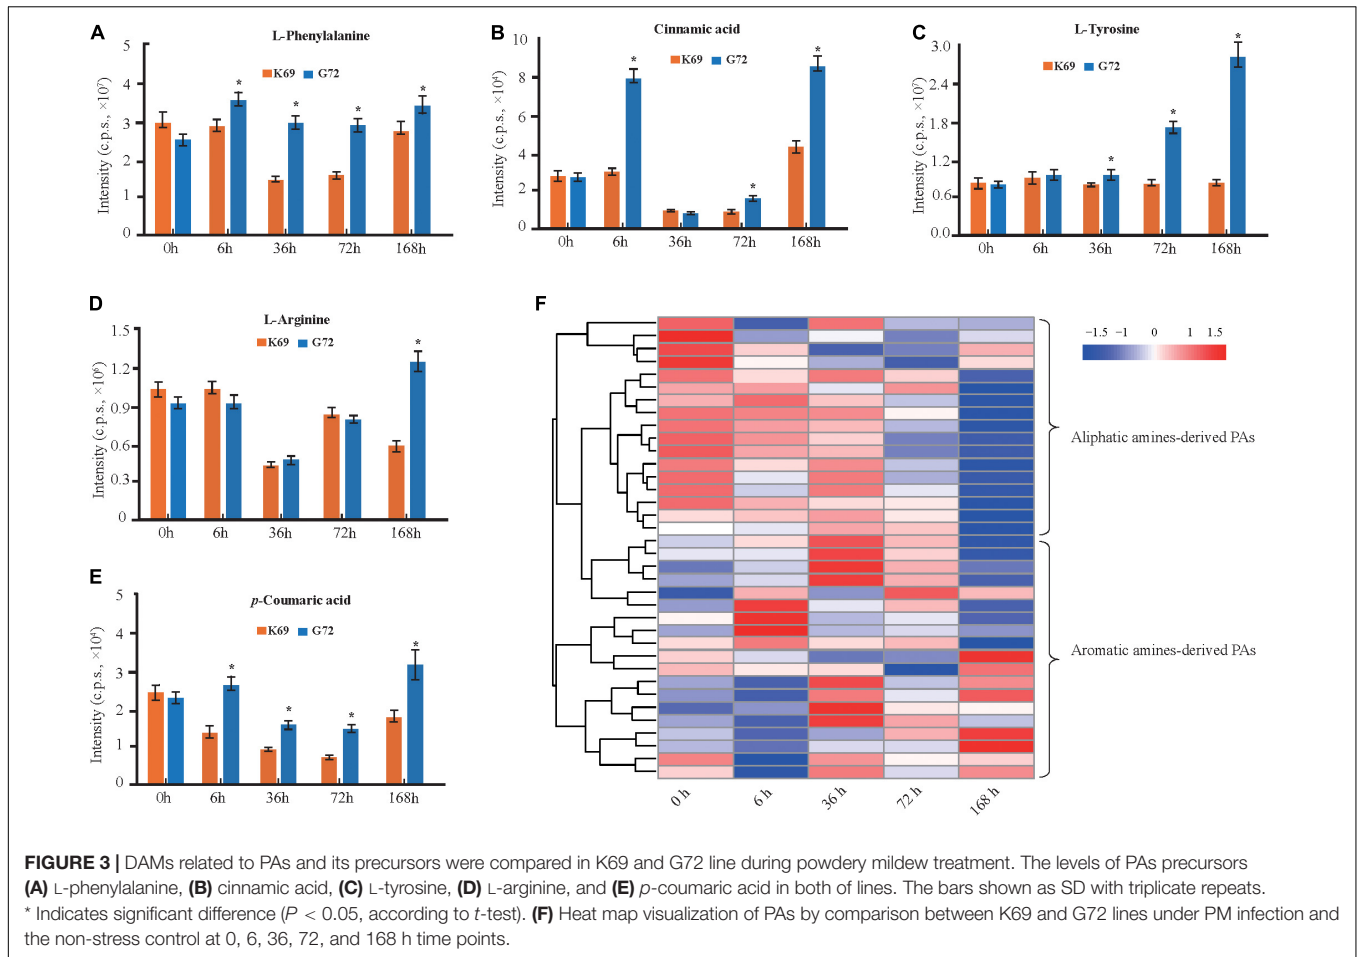 A
L-Phenylalanine
K69 G72
Intensity (c.p.s., ×10⁷)
5
4
3
2
1
0
0h 6h 36h 72h 168h
* * * *
B
Cinnamic acid
K69 G72
Intensity (c.p.s., ×10⁴)
10
8
6
4
2
0
0h 6h 36h 72h 168h
* * *
C
L-Tyrosine
K69 G72
Intensity (c.p.s., ×10⁷)
3.0
2.4
1.8
1.2
0.6
0.0
0h 6h 36h 72h 168h
* * *
D
L-Arginine
K69 G72
Intensity (c.p.s., ×10⁶)
1.5
1.2
0.9
0.6
0.3
0
0h 6h 36h 72h 168h
*
E
p-Coumaric acid
K69 G72
Intensity (c.p.s., ×10⁴)
5
4
3
2
1
0
0h 6h 36h 72h 168h
* * * *
F
−1.5 −1 0 1 1.5
Aliphatic amines-derived PAs
Aromatic amines-derived PAs
0 h 6 h 36 h 72 h 168 h
FIGURE 3 | DAMs related to PAs and its precursors were compared in K69 and G72 line during powdery mildew treatment. The levels of PAs precursors
(A) L-phenylalanine, (B) cinnamic acid, (C) L-tyrosine, (D) L-arginine, and (E) p-coumaric acid in both of lines. The bars shown as SD with triplicate repeats.
* Indicates significant difference (P < 0.05, according to t-test). (F) Heat map visualization of PAs by comparison between K69 and G72 lines under PM infection and
the non-stress control at 0, 6, 36, 72, and 168 h time points.